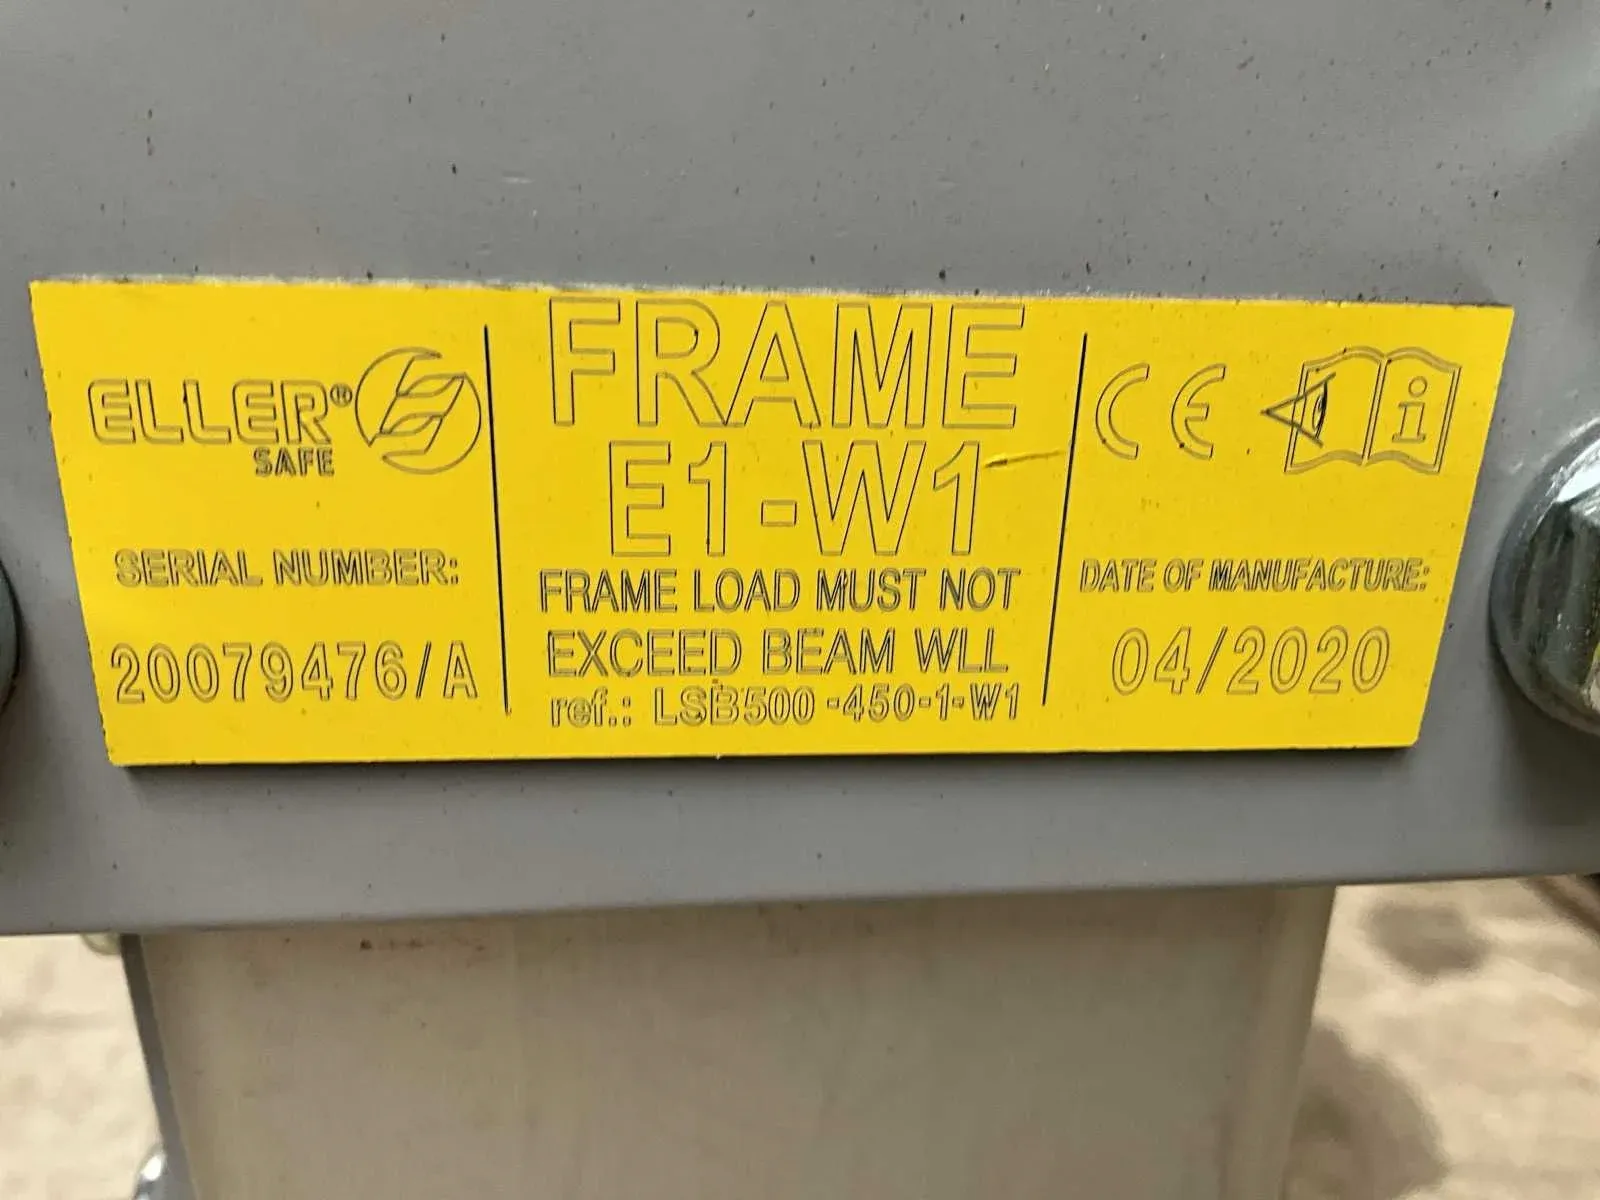 ELLER®
SAFE
SERIAL NUMBER:
20079476/A
FRAME
E1-W1
FRAME LOAD MUST NOT
EXCEED BEAM WLL
ref.: LSB500-450-1-W1
CE
i
DATE OF MANUFACTURE:
04/2020